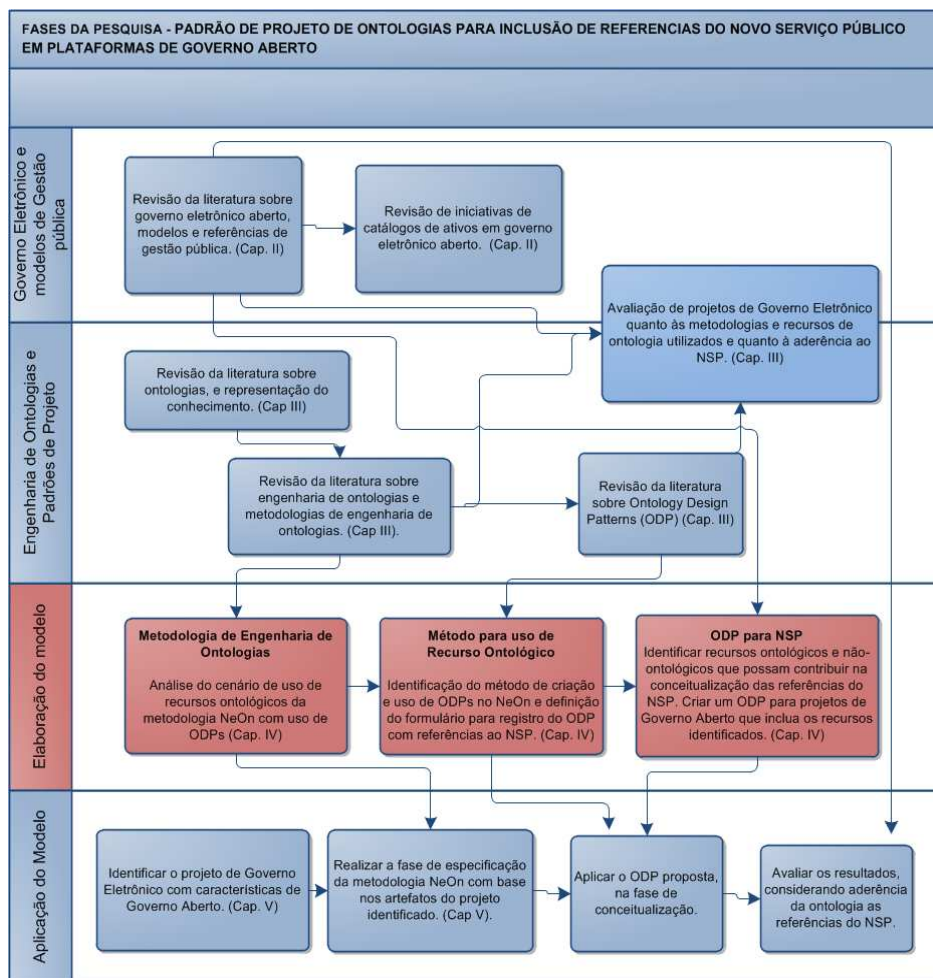 FASES DA PESQUISA - PADRÃO DE PROJETO DE ONTOLOGIAS PARA INCLUSÃO DE REFERENCIAS DO NOVO SERVIÇO PÚBLICO
EM PLATAFORMAS DE GOVERNO ABERTO
Governo Eletrônico e
modelos de Gestão
pública
Revisão da literatura sobre
governo eletrônico aberto,
modelos e referências de
gestão pública. (Cap. II)
Revisão de iniciativas de
catálogos de ativos em governo
eletrônico aberto.  (Cap. II)
Avaliação de projetos de Governo Eletrônico
quanto às metodologias e recursos de
ontologia utilizados e quanto à aderência ao
NSP. (Cap. III)
Engenharia de Ontologias e
Padrões de Projeto
Revisão da literatura sobre
ontologias, e representação do
conhecimento. (Cap III)
Revisão da literatura sobre
engenharia de ontologias e
metodologias de engenharia de
ontologias. (Cap III).
Revisão da literatura
sobre Ontology Design
Patterns (ODP) (Cap. III)
Elaboração do modelo
Metodologia de Engenharia de
Ontologias
Análise do cenário de uso de
recursos ontológicos da
metodologia NeOn com uso de
ODPs (Cap. IV)
Método para uso de
Recurso Ontológico
Identificação do método de criação
e uso de ODPs no NeOn e definição
do formulário para registro do ODP
com referências ao NSP. (Cap. IV)
ODP para NSP
Identificar recursos ontológicos e não-
ontológicos que possam contribuir na
conceitualização das referências do
NSP. Criar um ODP para projetos de
Governo Aberto que inclua os recursos
identificados. (Cap. IV)
Aplicação do Modelo
Identificar o projeto de Governo
Eletrônico com características de
Governo Aberto. (Cap. V)
Realizar a fase de especificação
da metodologia NeOn com base
nos artefatos do projeto
identificado. (Cap V).
Aplicar o ODP proposta,
na fase de
conceitualização.
Avaliar os resultados,
considerando aderência
da ontologia as
referências do NSP.